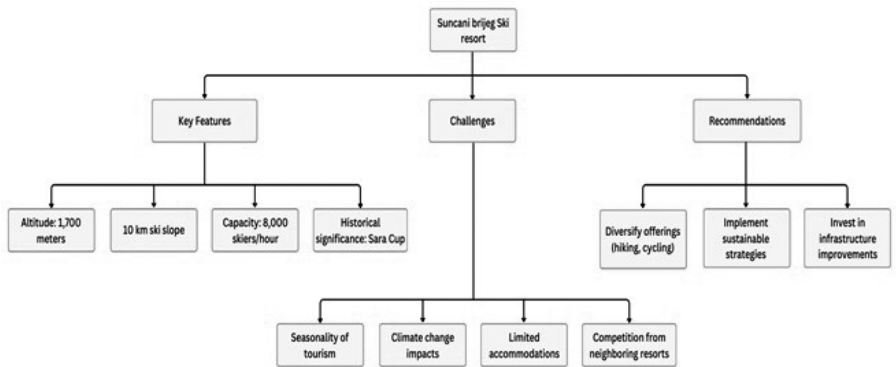 Suncani brijeg Ski
resort
Key Features
Challenges
Recommendations
Altitude: 1,700
meters
10 km ski slope
Capacity: 8,000
skiers/hour
Historical
significance: Sara Cup
Diversify offerings
(hiking, cycling)
Implement
sustainable
strategies
Invest in
infrastructure
improvements
Seasonality of
tourism
Climate change
impacts
Limited
accommodations
Competition from
neighboring resorts